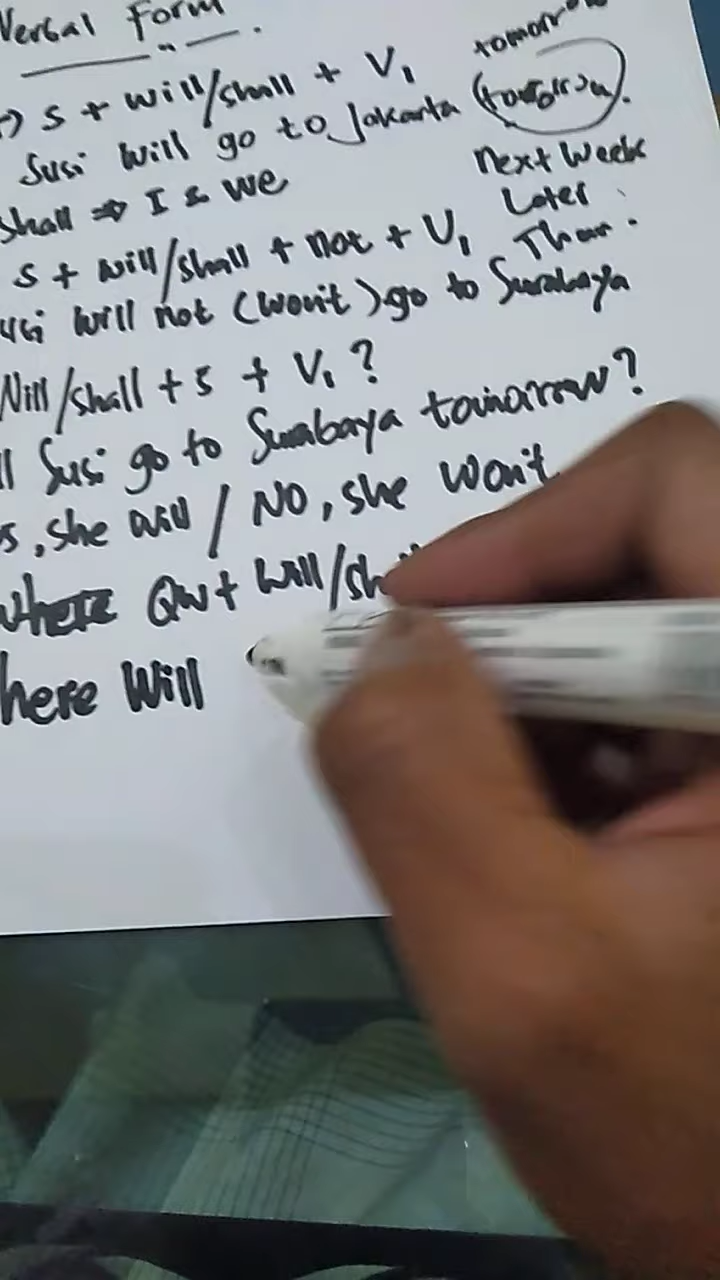 Verbal Form
tomorrow
S + will/shall + V1
Susi will go to Jakarta (tomorrow).
next week
Shall ⇒ I & we
Later
S + will/shall + not + V1
Susi will not (won't) go to Surabaya
Will/shall + S + V1 ?
Susi go to Surabaya tomorrow?
, she will / NO, she won't
where QW + will/sh
here Will